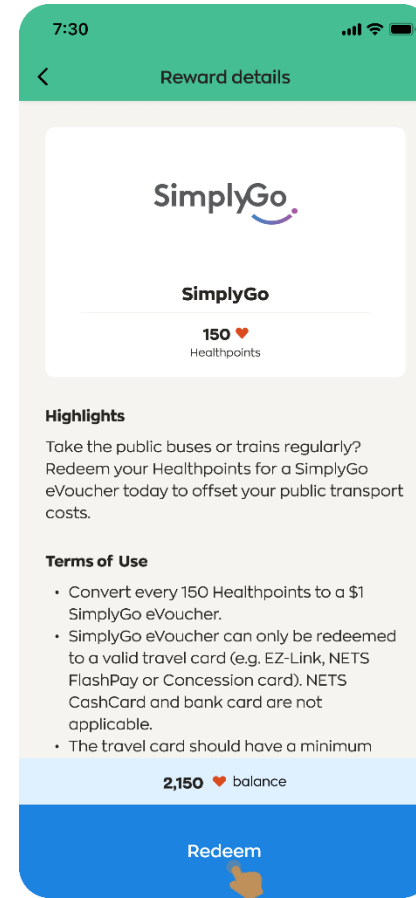 7:30
Reward details
SimplyGo
SimplyGo
150
Healthpoints
Highlights
Take the public buses or trains regularly?
Redeem your Healthpoints for a SimplyGo
eVoucher today to offset your public transport
costs.
Terms of Use
• Convert every 150 Healthpoints to a $1
SimplyGo eVoucher.
• SimplyGo eVoucher can only be redeemed
to a valid travel card (e.g. EZ-Link, NETS
FlashPay or Concession card). NETS
CashCard and bank card are not
applicable.
• The travel card should have a minimum
2,150 balance
Redeem